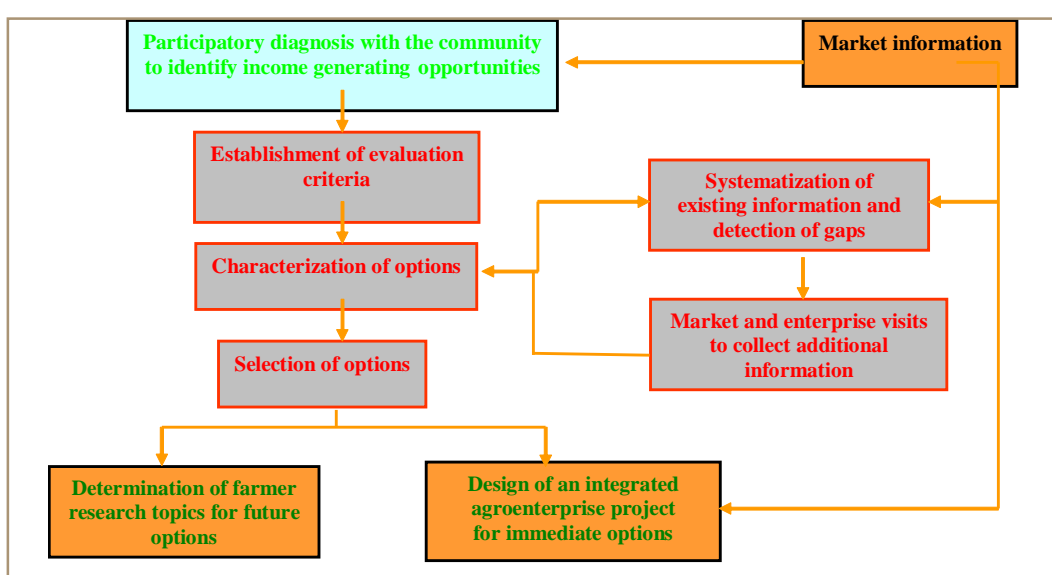 Participatory diagnosis with the community
to identify income generating opportunities
Market information
Establishment of evaluation
criteria
Systematization of
existing information and
detection of gaps
Characterization of options
Market and enterprise visits
to collect additional
information
Selection of options
Determination of farmer
research topics for future
options
Design of an integrated
agroenterprise project
for immediate options